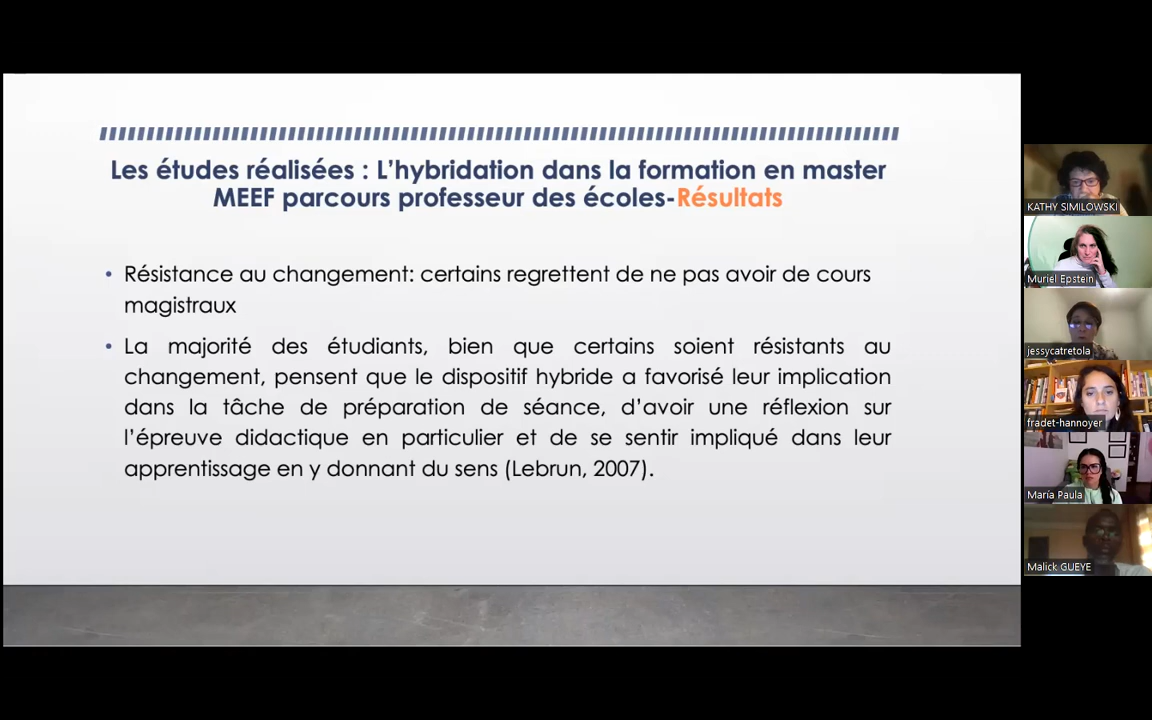 Les études réalisées : L’hybridation dans la formation en master
MEEF parcours professeur des écoles-Résultats
• Résistance au changement: certains regrettent de ne pas avoir de cours
magistraux
• La majorité des étudiants, bien que certains soient résistants au
changement, pensent que le dispositif hybride a favorisé leur implication
dans la tâche de préparation de séance, d’avoir une réflexion sur
l’épreuve didactique en particulier et de se sentir impliqué dans leur
apprentissage en y donnant du sens (Lebrun, 2007).
KATHY SIMILOWSKI
Muriel Epstein
jessycatretola
fradet-hannoyer
María Paula
Malick GUEYE